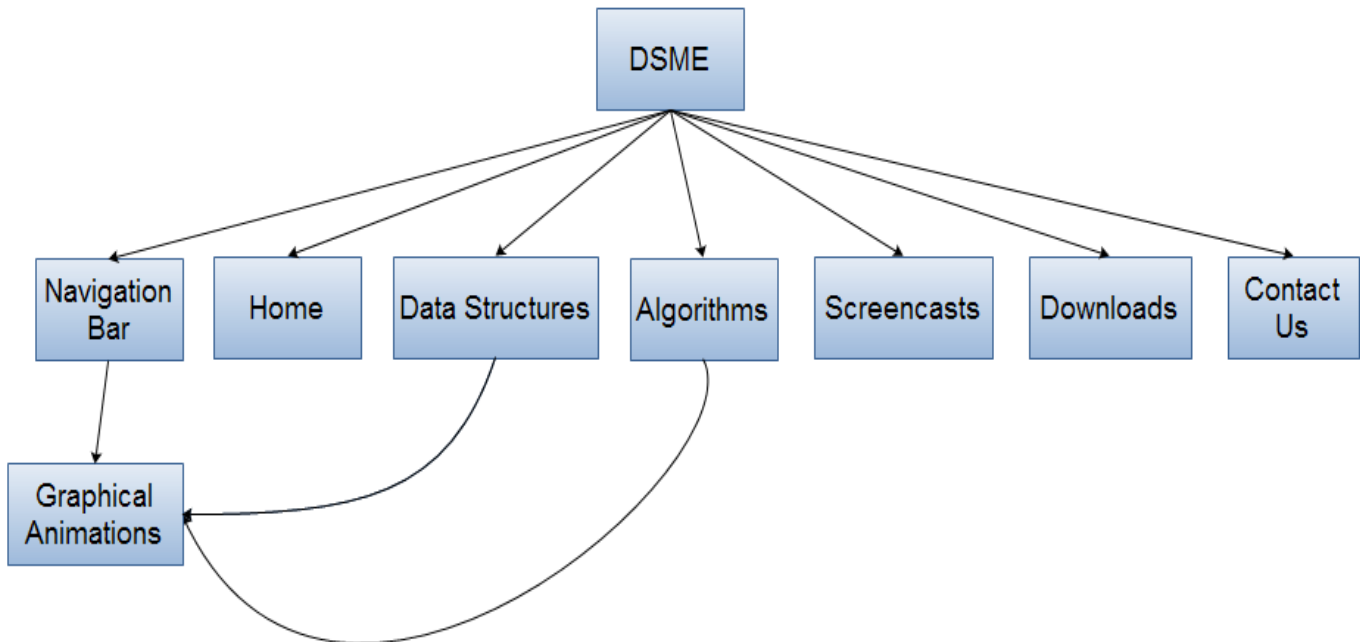 DSME
Navigation
Bar
Home
Data Structures
Algorithms
Screencasts
Downloads
Contact
Us
Graphical
Animations